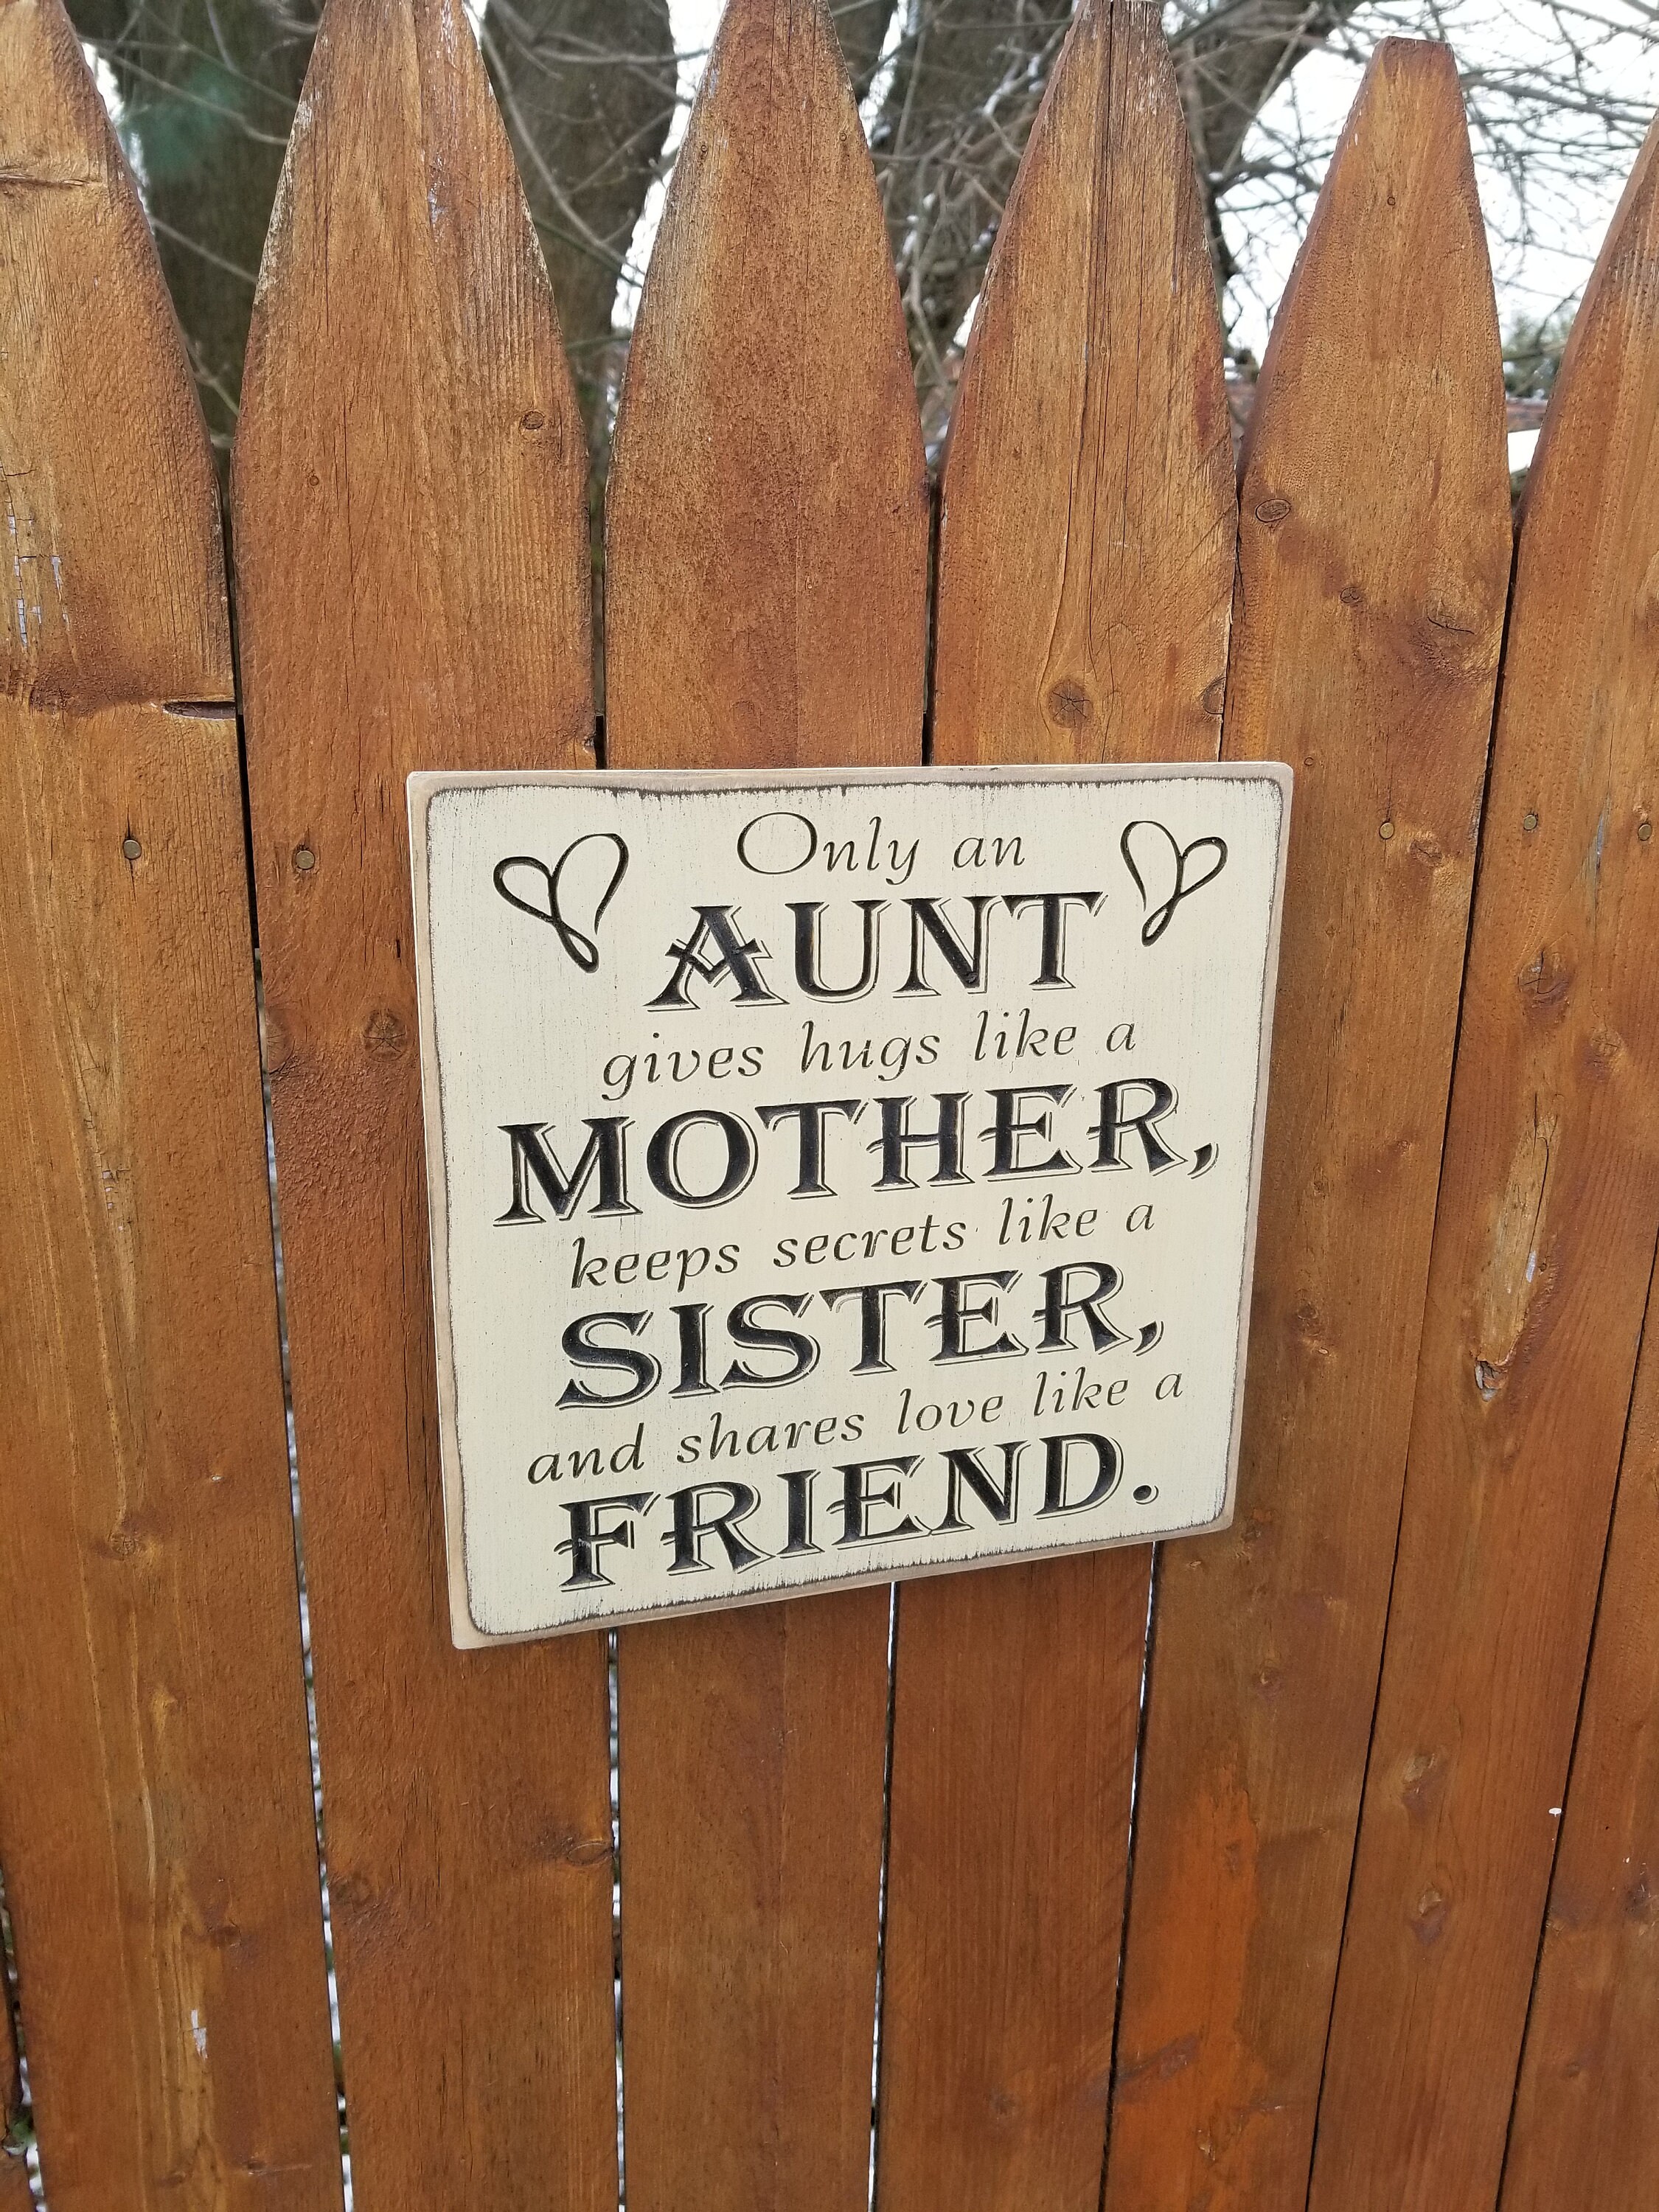 Only an
AUNT
gives hugs like a
MOTHER,
keeps secrets like a
SISTER,
and shares love like a
FRIEND.